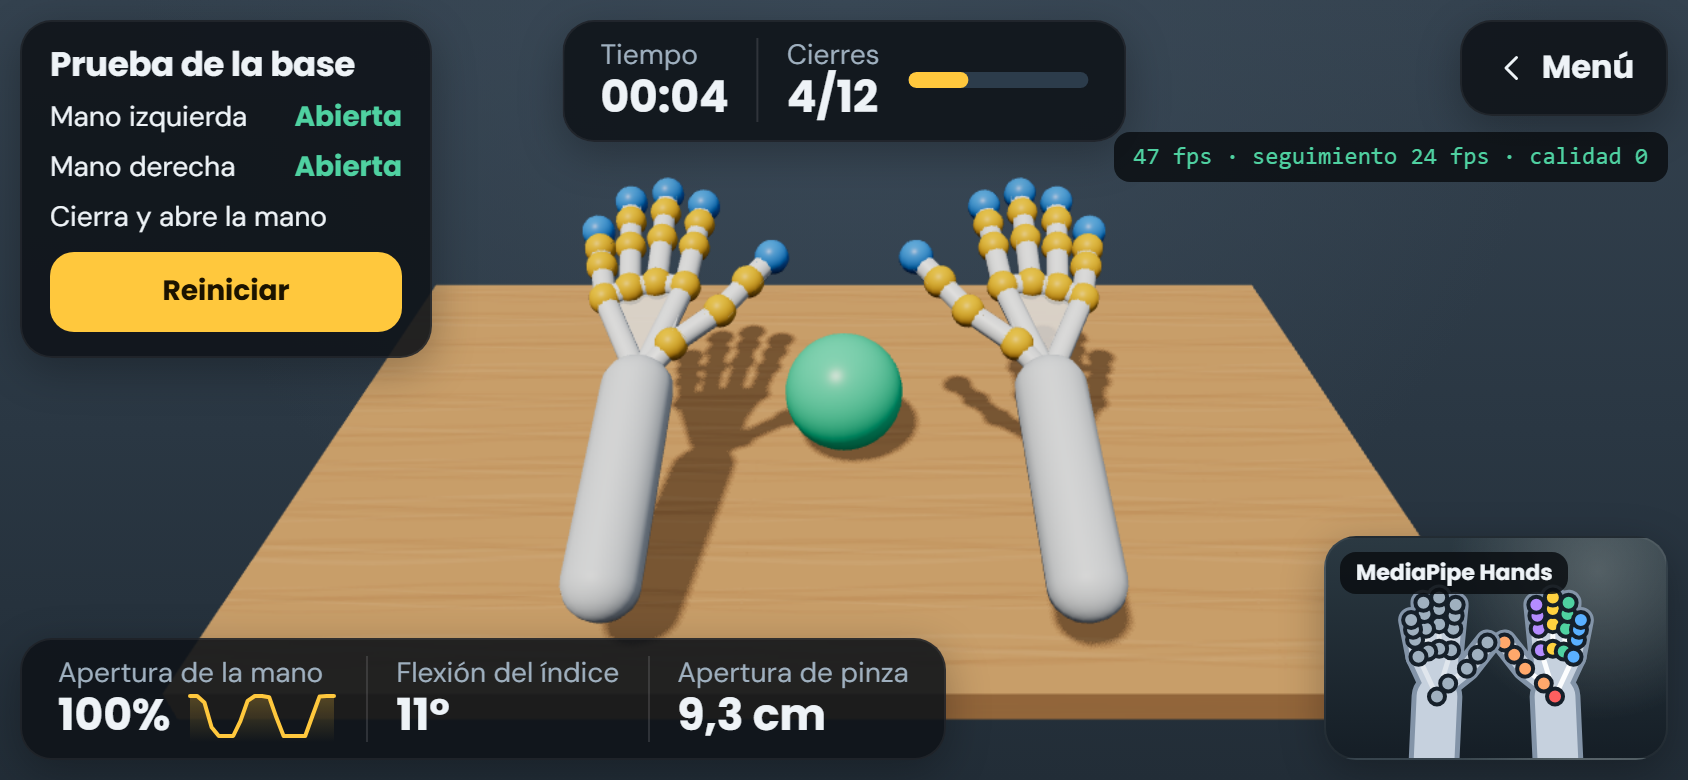 Prueba de la base
Mano izquierda Abierta
Mano derecha Abierta
Cierra y abre la mano
Reiniciar
Tiempo
00:04
Cierres
4/12
Menú
47 fps · seguimiento 24 fps · calidad 0
MediaPipe Hands
Apertura de la mano
100%
Flexión del índice
11°
Apertura de pinza
9,3 cm